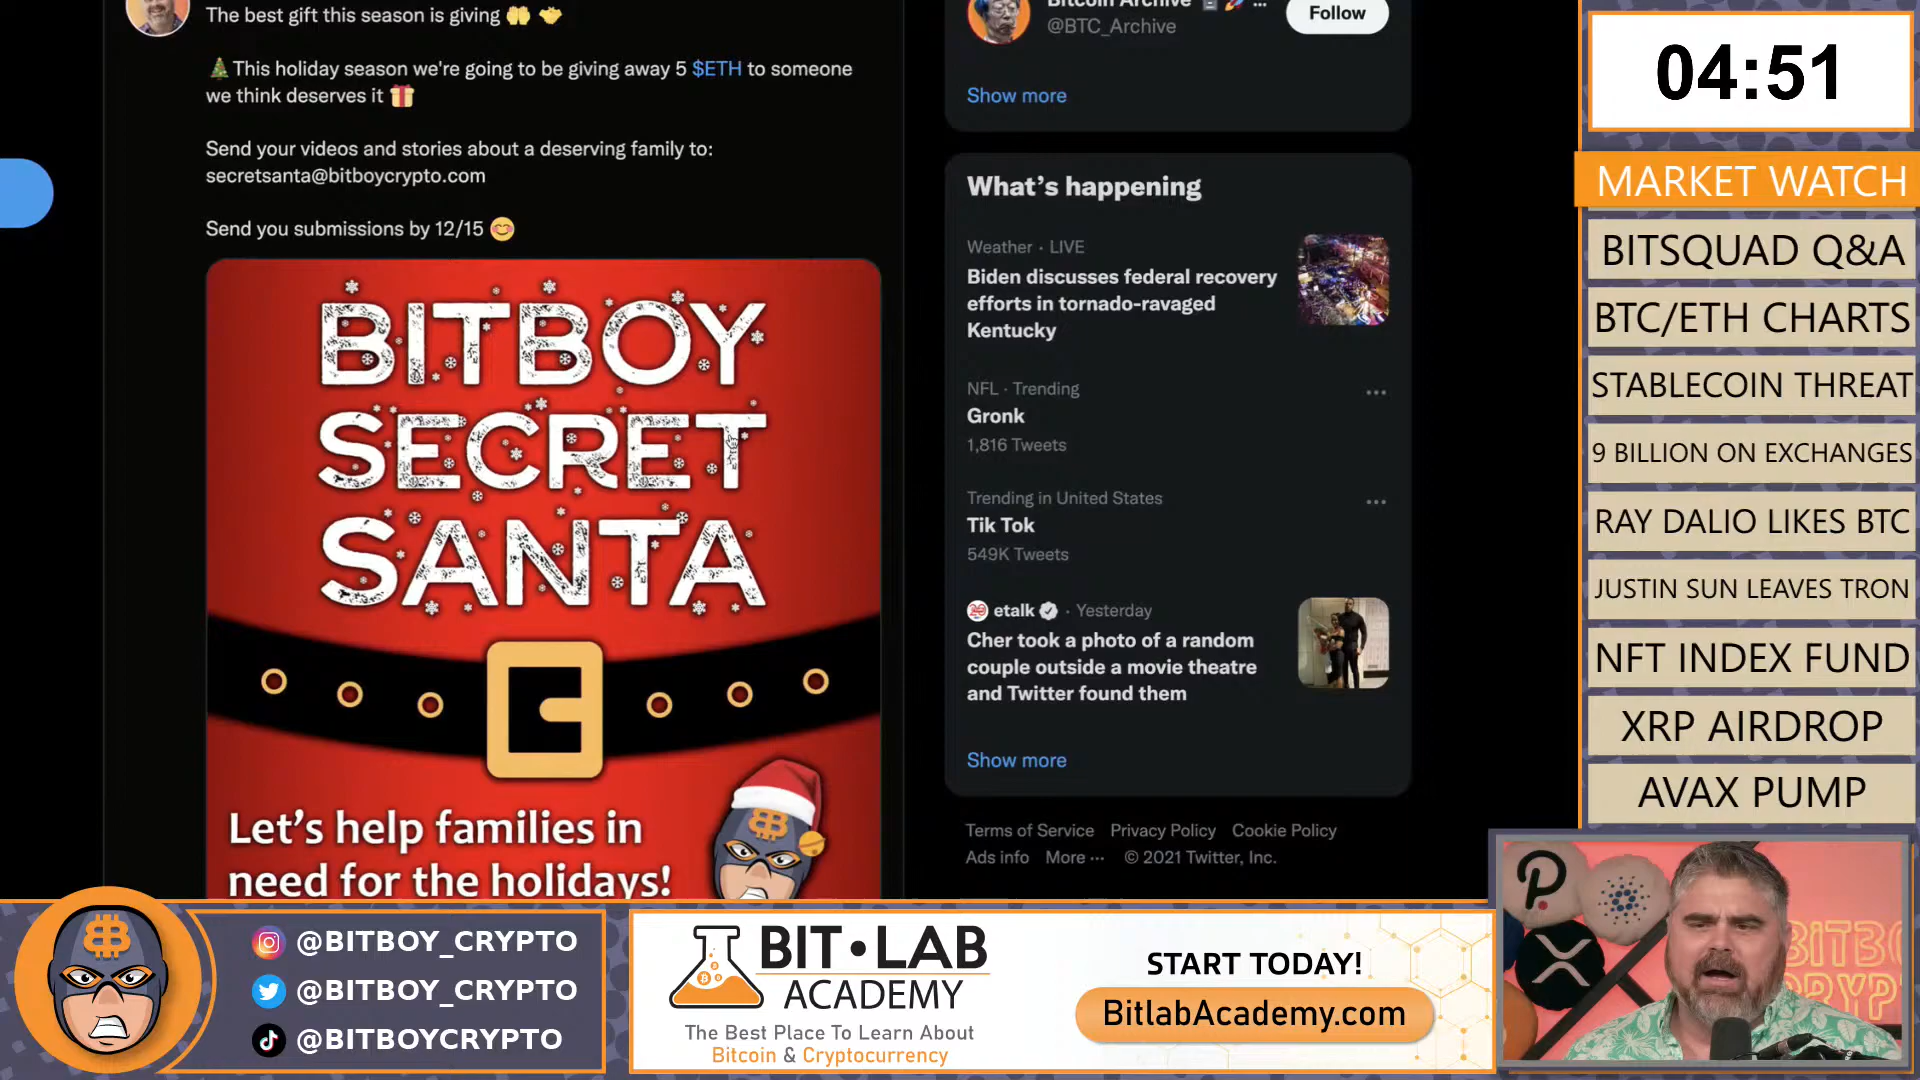 The best gift this season is giving
🎄This holiday season we're going to be giving away 5 $ETH to someone
we think deserves it 🎁
Send your videos and stories about a deserving family to:
secretsanta@bitboycrypto.com
Send you submissions by 12/15 😊
BITBOY
SECRET
SANTA
Let's help families in
need for the holidays!
Bitcoin Archive
@BTC_Archive
Follow
Show more
What's happening
Weather · LIVE
Biden discusses federal recovery
efforts in tornado-ravaged
Kentucky
NFL · Trending
Gronk
1,816 Tweets
Trending in United States
Tik Tok
549K Tweets
etalk · Yesterday
Cher took a photo of a random
couple outside a movie theatre
and Twitter found them
Show more
Terms of Service Privacy Policy Cookie Policy
Ads info More ··· © 2021 Twitter, Inc.
04:51
MARKET WATCH
BITSQUAD Q&A
BTC/ETH CHARTS
STABLECOIN THREAT
9 BILLION ON EXCHANGES
RAY DALIO LIKES BTC
JUSTIN SUN LEAVES TRON
NFT INDEX FUND
XRP AIRDROP
AVAX PUMP
@BITBOY_CRYPTO
@BITBOY_CRYPTO
@BITBOYCRYPTO
BIT•LAB
ACADEMY
The Best Place To Learn About
Bitcoin & Cryptocurrency
START TODAY!
BitlabAcademy.com